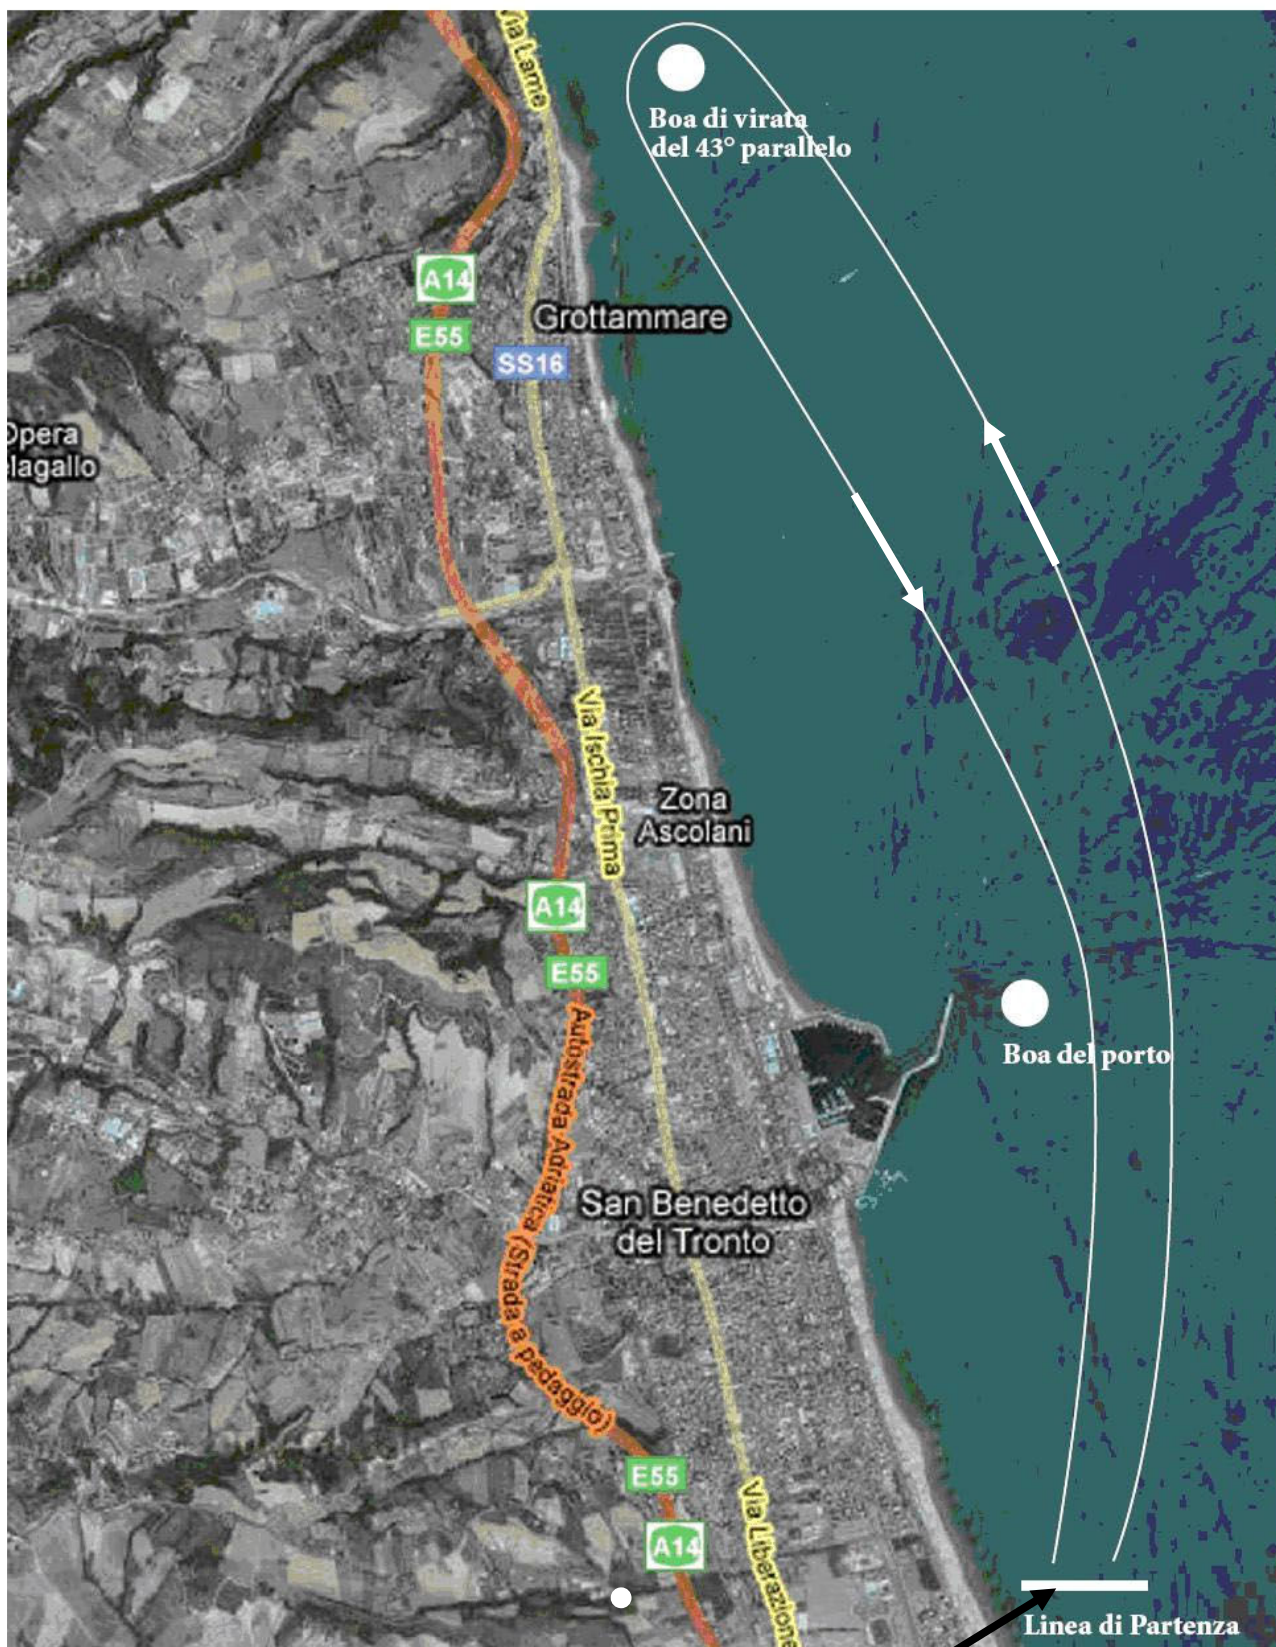 Via Lame
Boa di virata
del 43° parallelo
A14
E55
Grottammare
SS16
Opera
elagallo
Via Ischia Prima
Zona
Ascolani
A14
E55
Boa del porto
Autostrada Adriatica (Strada a pedaggio)
San Benedetto
del Tronto
E55
A14
Via Liberazione
Linea di Partenza